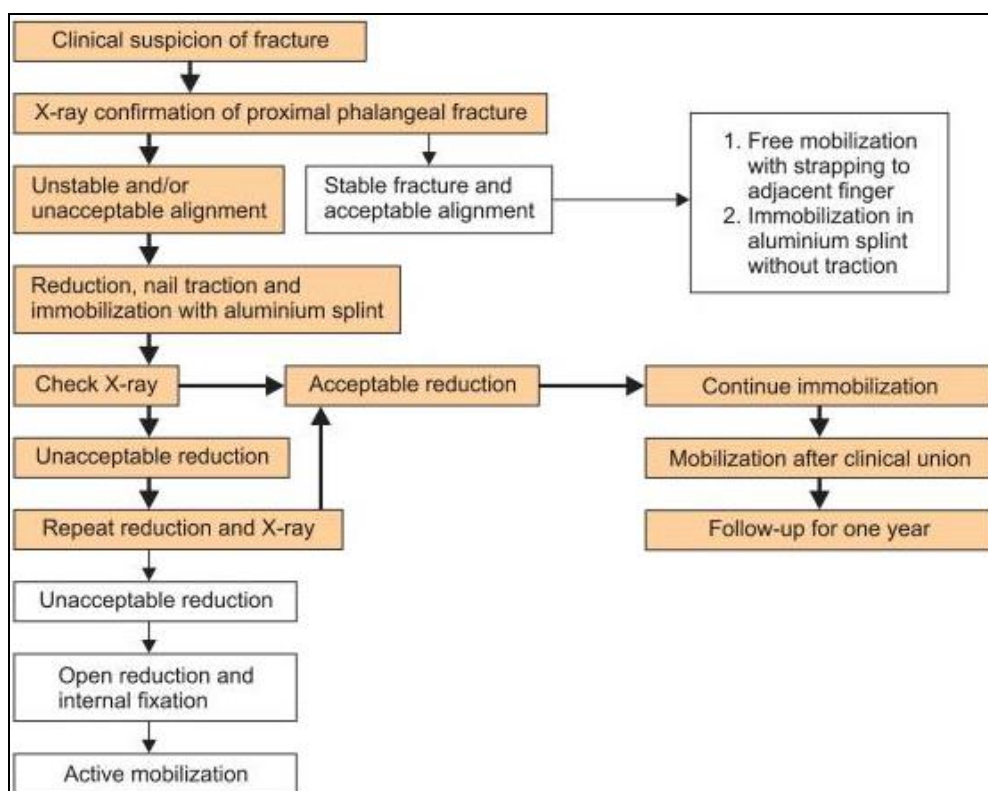 Clinical suspicion of fracture
X-ray confirmation of proximal phalangeal fracture
Unstable and/or
unacceptable alignment
Stable fracture and
acceptable alignment
1. Free mobilization
with strapping to
adjacent finger
2. Immobilization in
aluminium splint
without traction
Reduction, nail traction and
immobilization with aluminium splint
Check X-ray
Acceptable reduction
Continue immobilization
Unacceptable reduction
Mobilization after clinical union
Repeat reduction and X-ray
Follow-up for one year
Unacceptable reduction
Open reduction and
internal fixation
Active mobilization